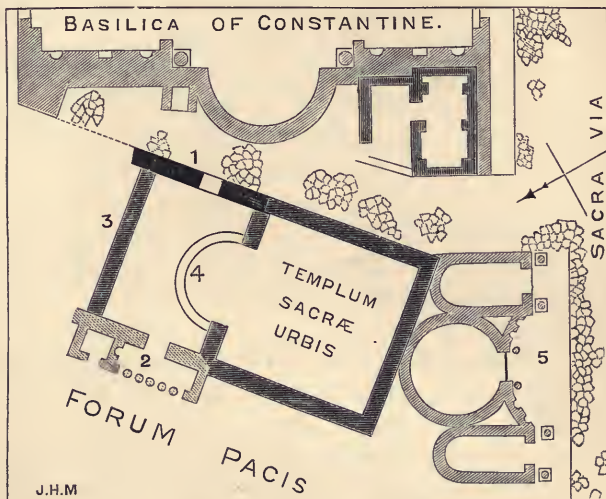 BASILICA OF CONSTANTINE.
SACRA VIA
1
3
4
TEMPLUM
SACRÆ
URBIS
2
5
FORUM PACIS
J.H.M